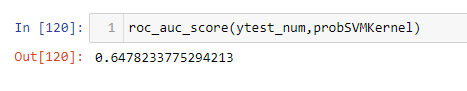 In [120]: 1 roc_auc_score(ytest_num,probSVMKernel)
Out[120]: 0.6478233775294213